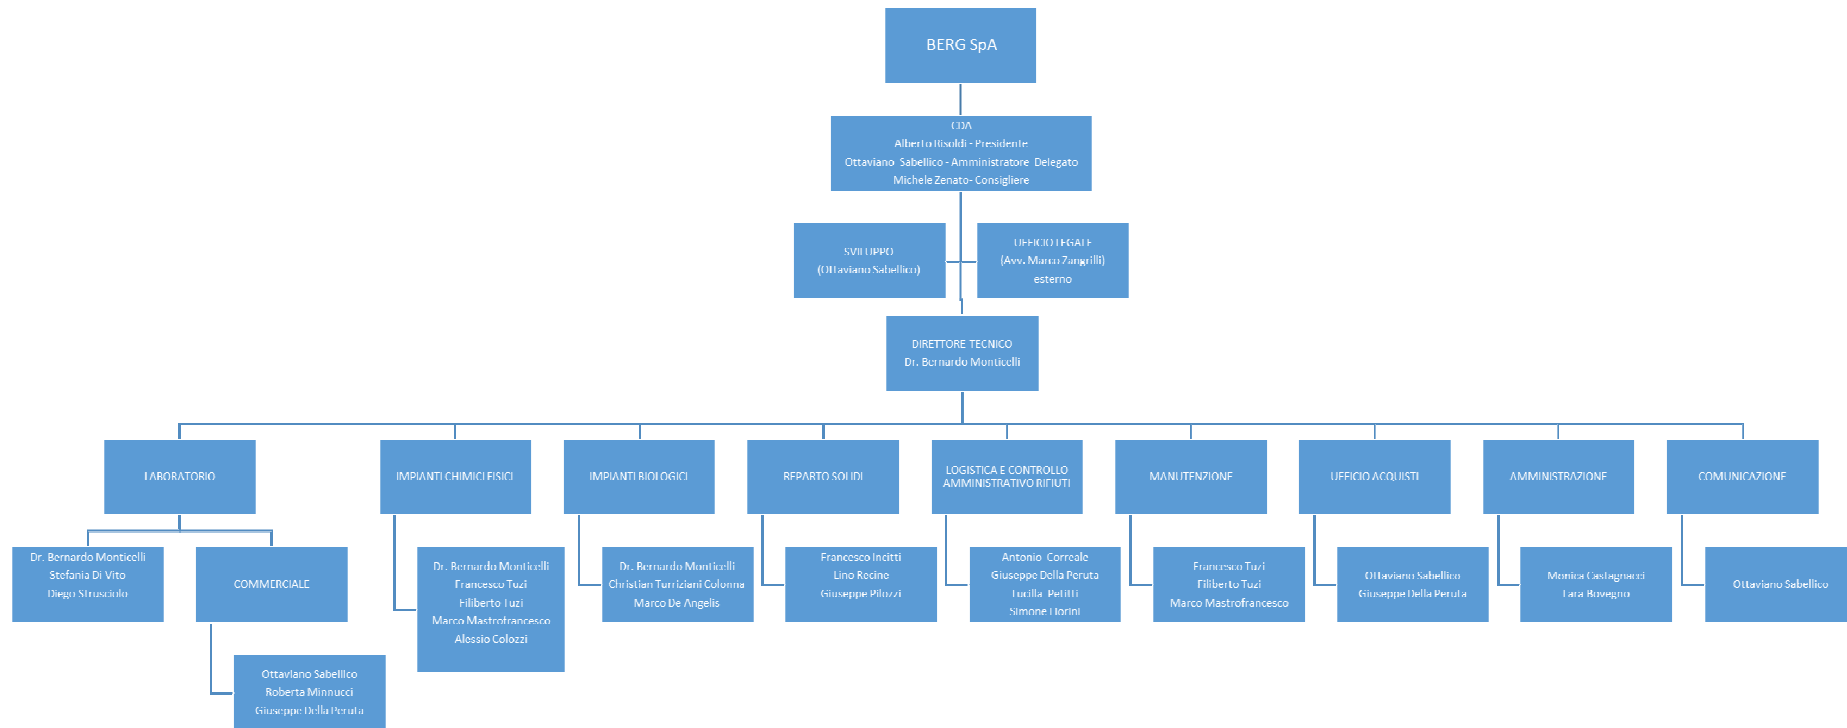 BERG SpA
CDA
Alberto Risoldi - Presidente
Ottaviano Sabellico - Amministratore Delegato
Michele Zenato- Consigliere
SVILUPPO
(Ottaviano Sabellico)
UFFICIO LEGALE
(Avv. Marco Zangrilli)
esterno
DIRETTORE TECNICO
Dr. Bernardo Monticelli
LABORATORIO
IMPIANTI CHIMICI FISICI
IMPIANTI BIOLOGICI
REPARTO SOLIDI
LOGISTICA E CONTROLLO
AMMINISTRATIVO RIFIUTI
MANUTENZIONE
UFFICIO ACQUISTI
AMMINISTRAZIONE
COMUNICAZIONE
Dr. Bernardo Monticelli
Stefania Di Vito
Diego Strusciolo
COMMERCIALE
Dr. Bernardo Monticelli
Francesco Tuzi
Filiberto Tuzi
Marco Mastrofrancesco
Alessio Colozzi
Dr. Bernardo Monticelli
Christian Turriziani Colonna
Marco De Angelis
Francesco Incitti
Lino Recine
Giuseppe Pilozzi
Antonio Correale
Giuseppe Della Peruta
Lucilla Petitti
Simone Fiorini
Francesco Tuzi
Filiberto Tuzi
Marco Mastrofrancesco
Ottaviano Sabellico
Giuseppe Della Peruta
Monica Castagnacci
Lara Bovegno
Ottaviano Sabellico
Ottaviano Sabellico
Roberta Minnucci
Giuseppe Della Peruta